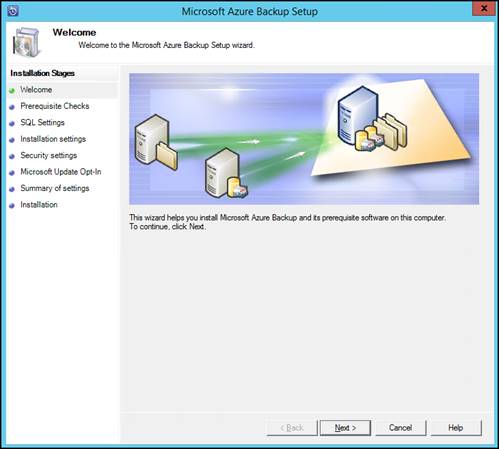 Microsoft Azure Backup Setup
x
Welcome
Welcome to the Microsoft Azure Backup Setup wizard.
Installation Stages
Welcome
Prerequisite Checks
SQL Settings
Installation settings
Security settings
Microsoft Update Opt-In
Summary of settings
Installation
This wizard helps you install Microsoft Azure Backup and its prerequisite software on this computer.
To continue, click Next.
< Back
Next >
Cancel
Help